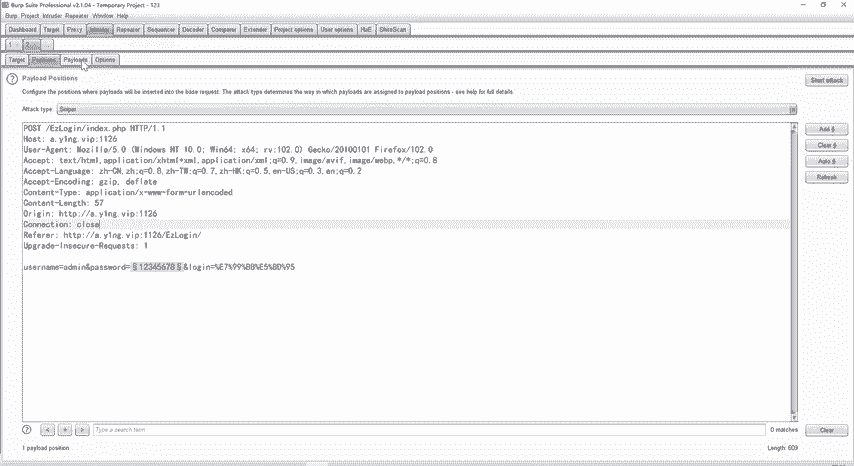 Burp Suite Professional v2.1.04 - Temporary Project - 123
Burp Project Intruder Repeater Window Help
Dashboard Target Proxy Intruder Repeater Sequencer Decoder Comparer Extender Project options User options HaE ShiroScan
1 2 ...
Target Positions Payloads Options
? Payload Positions
Start attack
Configure the positions where payloads will be inserted into the base request. The attack type determines the way in which payloads are assigned to payload positions - see help for full details.
Attack type: Sniper
POST /EzLogin/index.php HTTP/1.1
Host: a.y1ng.vip:1126
User-Agent: Mozilla/5.0 (Windows NT 10.0; Win64; x64; rv:102.0) Gecko/20100101 Firefox/102.0
Accept: text/html,application/xhtml+xml,application/xml;q=0.9,image/avif,image/webp,*/*;q=0.8
Accept-Language: zh-CN,zh;q=0.8,zh-TW;q=0.7,zh-HK;q=0.5,en-US;q=0.3,en;q=0.2
Accept-Encoding: gzip, deflate
Content-Type: application/x-www-form-urlencoded
Content-Length: 57
Origin: http://a.y1ng.vip:1126
Connection: close
Referer: http://a.y1ng.vip:1126/EzLogin/
Upgrade-Insecure-Requests: 1
username=admin&password=§12345678§&login=%E7%99%BB%E5%BD%95
Add §
Clear §
Auto §
Refresh
? < + > Type a search term 0 matches Clear
1 payload position Length: 609